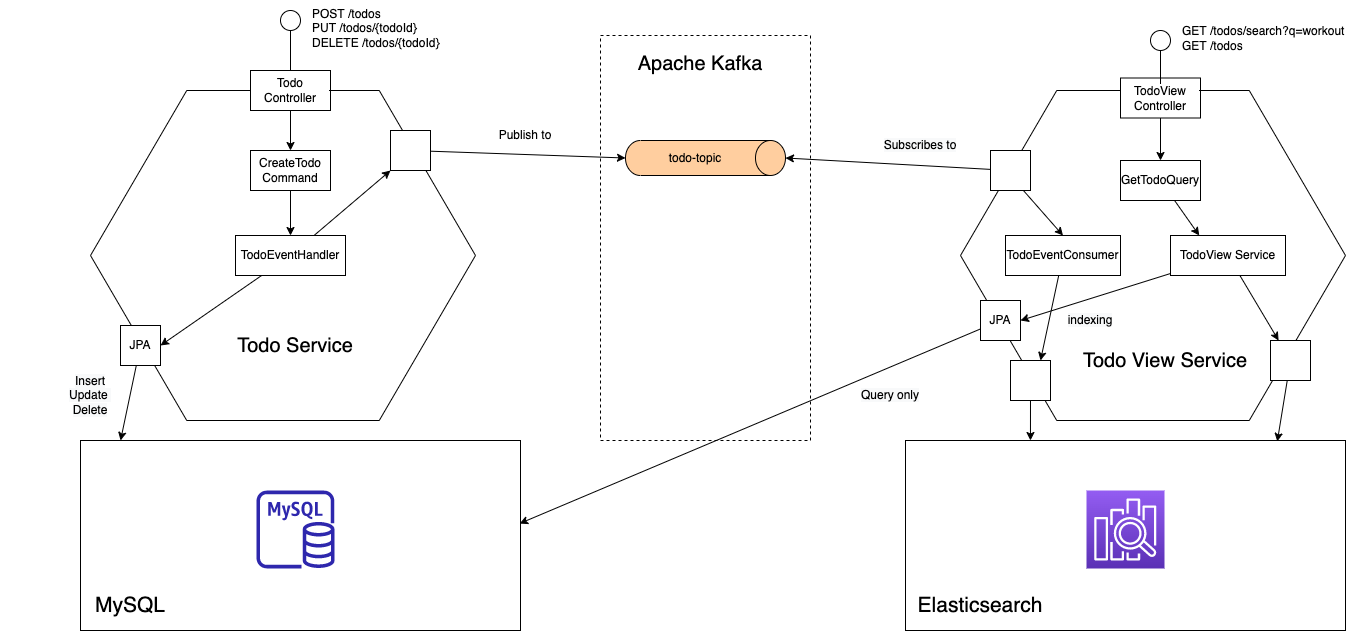 POST /todos
PUT /todos/{todoId}
DELETE /todos/{todoId}
Todo
Controller
CreateTodo
Command
TodoEventHandler
JPA
Todo Service
Insert
Update
Delete
MySQL
MySQL
Publish to
Apache Kafka
todo-topic
Subscribes to
GET /todos/search?q=workout
GET /todos
TodoView
Controller
GetTodoQuery
TodoEventConsumer
TodoView Service
JPA
indexing
Todo View Service
Query only
Elasticsearch